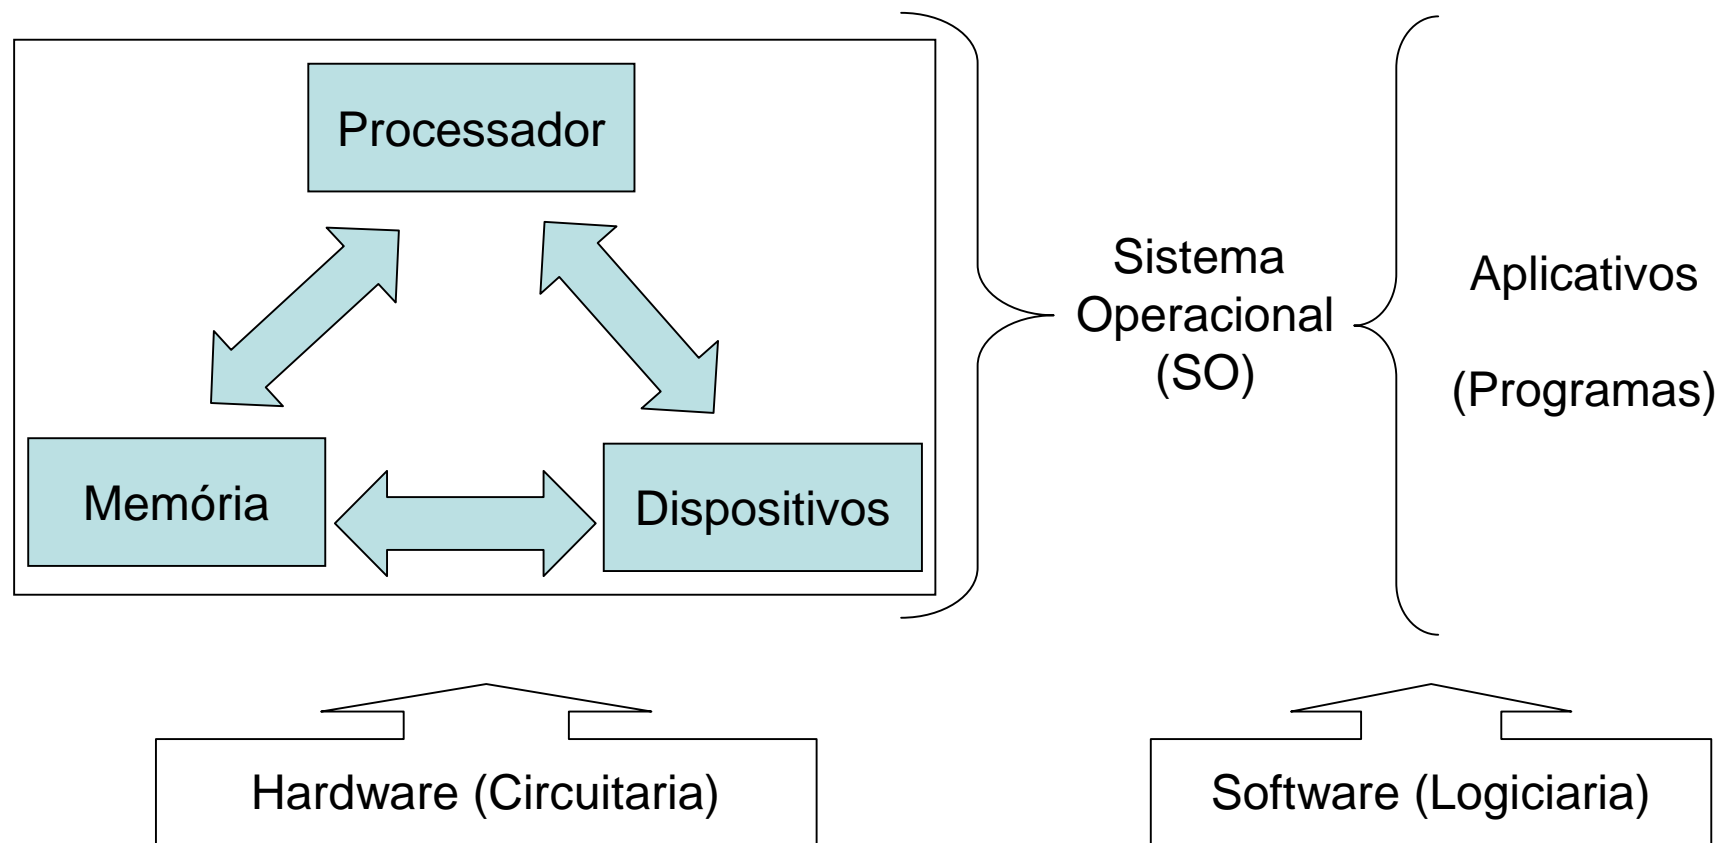 Processador
Memória
Dispositivos
Sistema
Operacional
(SO)
Aplicativos
(Programas)
Hardware (Circuitaria)
Software (Logiciaria)